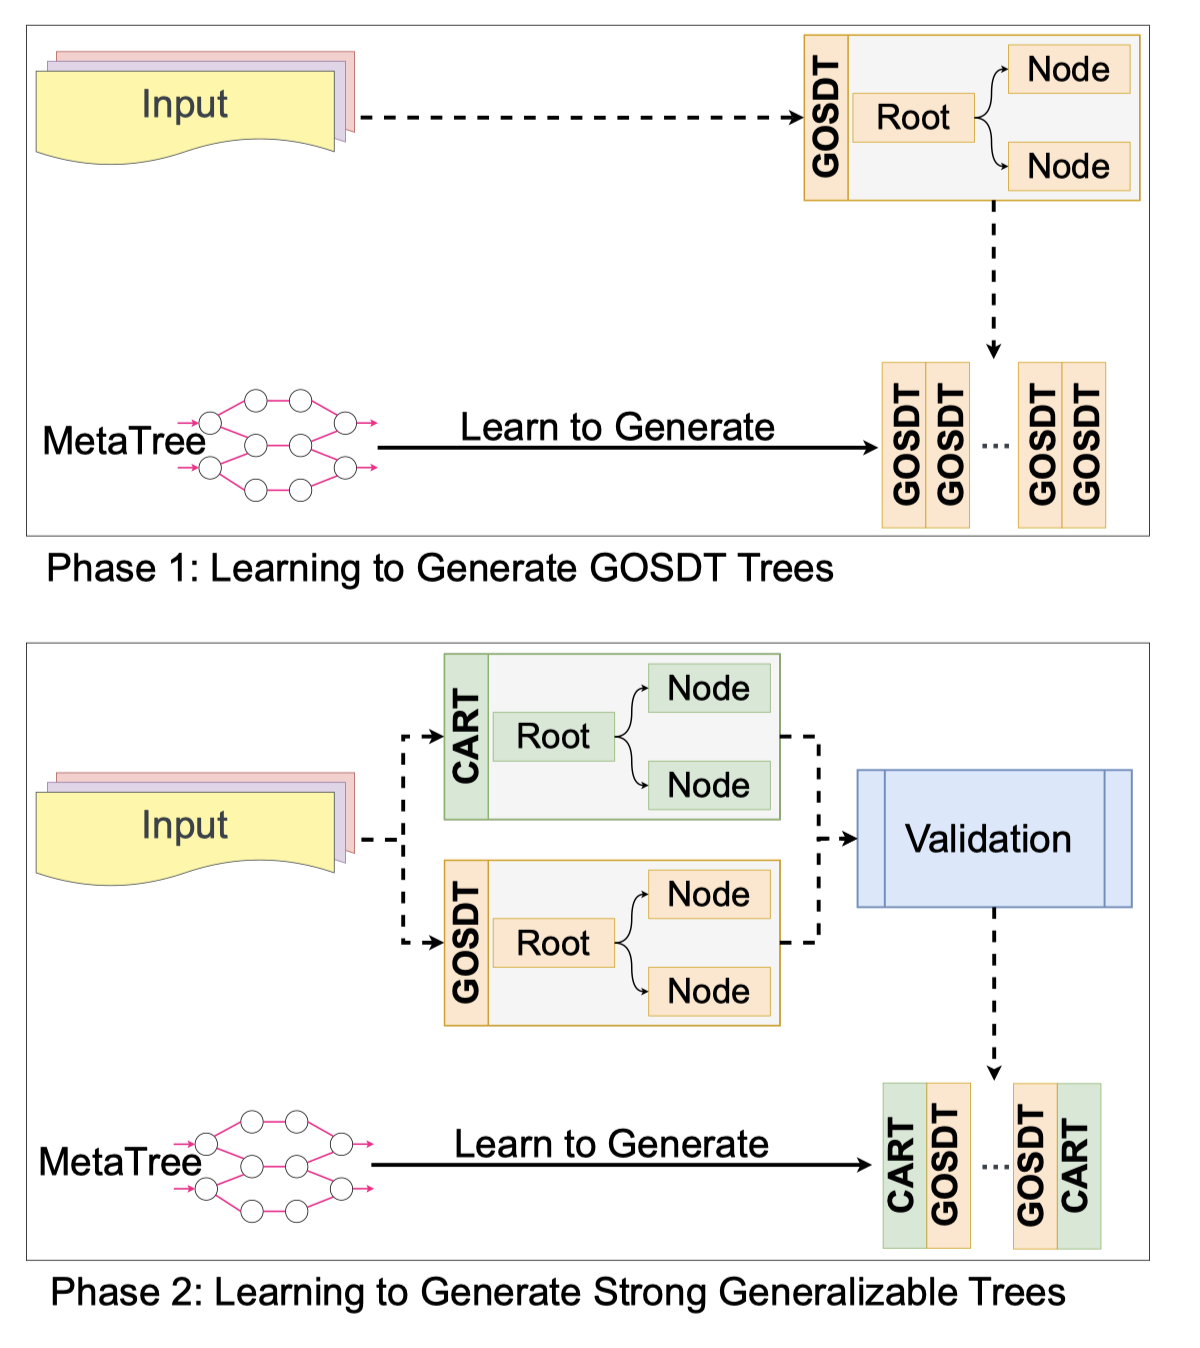 Input
GOSDT
Root
Node
Node
MetaTree
Learn to Generate
GOSDT
GOSDT
...
GOSDT
GOSDT
Phase 1: Learning to Generate GOSDT Trees
Input
CART
Root
Node
Node
GOSDT
Root
Node
Node
Validation
MetaTree
Learn to Generate
CART
GOSDT
...
GOSDT
CART
Phase 2: Learning to Generate Strong Generalizable Trees